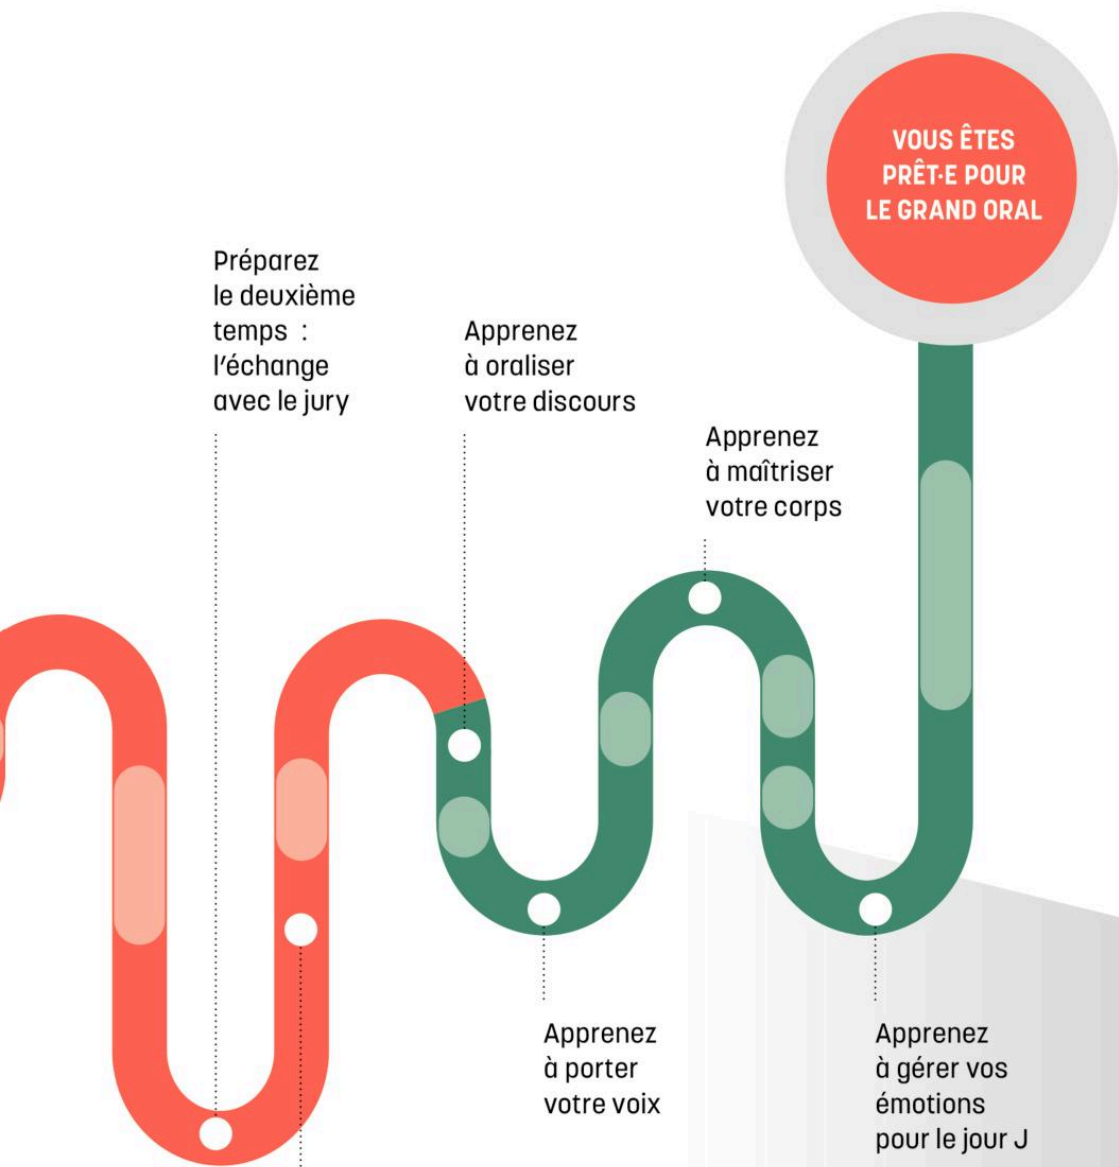 VOUS ÊTES
PRÊT·E POUR
LE GRAND ORAL
Préparez
le deuxième
temps :
l'échange
avec le jury
Apprenez
à oraliser
votre discours
Apprenez
à maîtriser
votre corps
Apprenez
à porter
votre voix
Apprenez
à gérer vos
émotions
pour le jour J